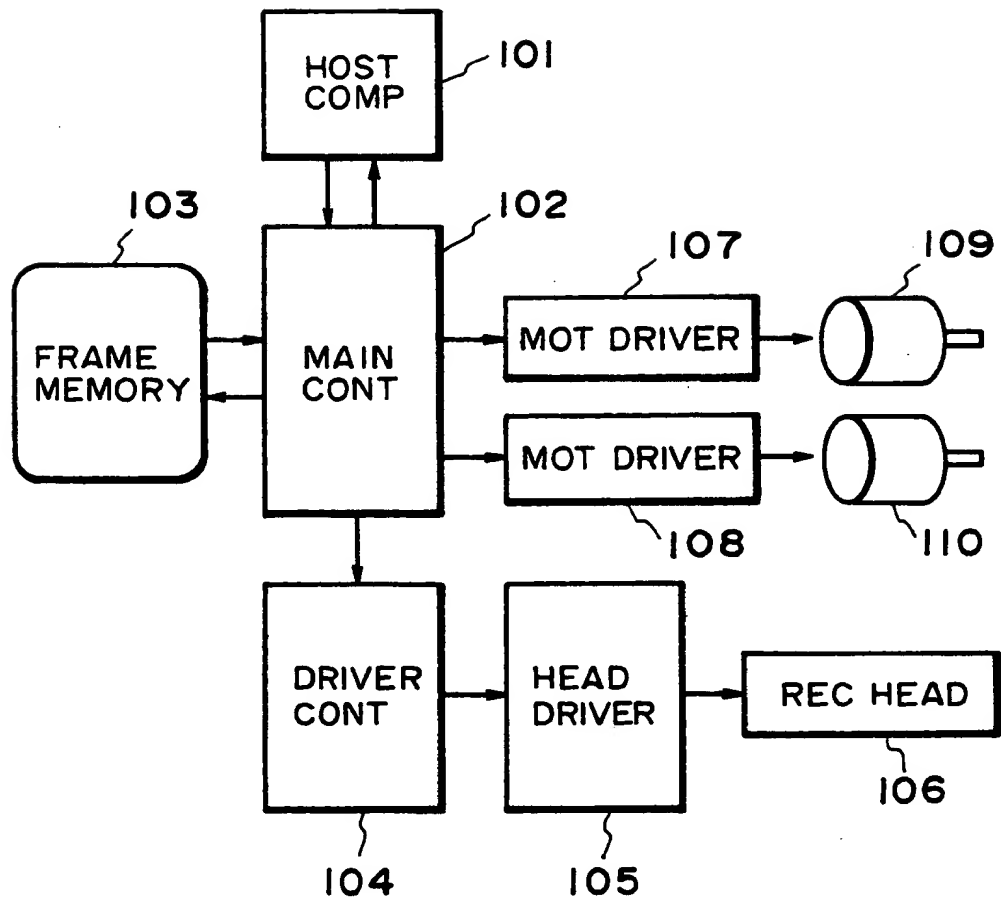 HOST
COMP
101
103
102
107
109
FRAME
MEMORY
MAIN
CONT
MOT DRIVER
MOT DRIVER
108
110
DRIVER
CONT
HEAD
DRIVER
REC HEAD
106
104
105